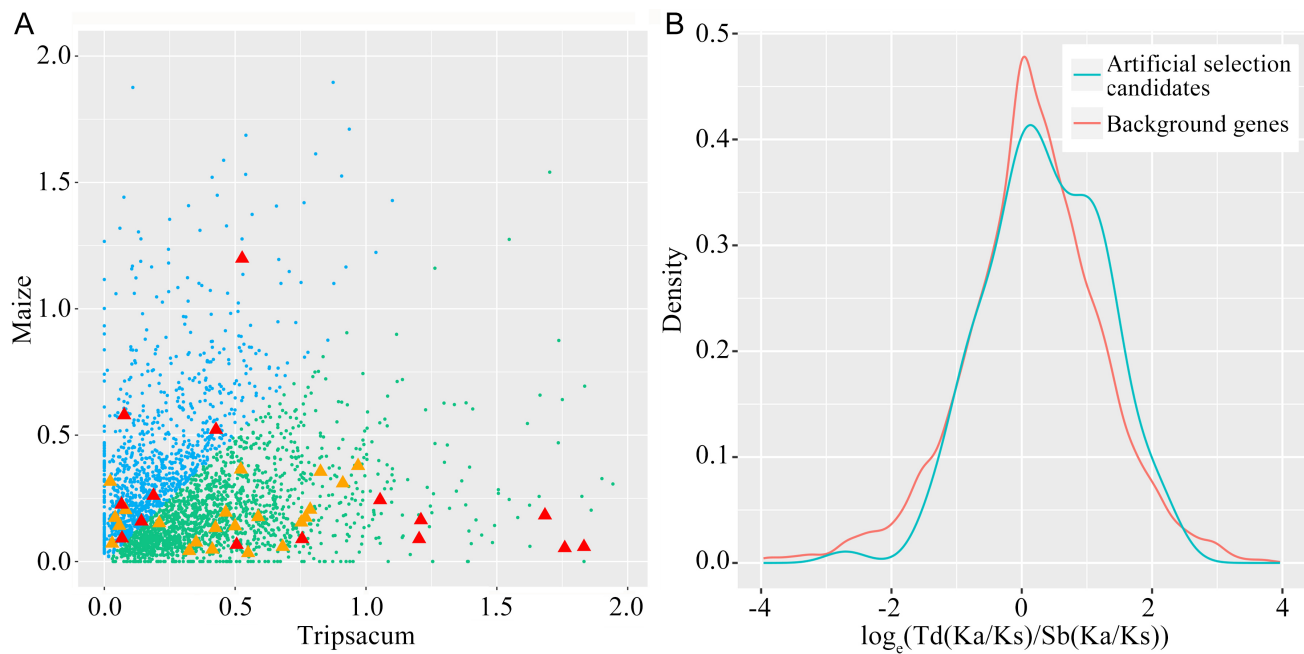 A
2.0
1.5
1.0
0.5
0.0
Maize
0.0 0.5 1.0 1.5 2.0
Tripsacum
B
0.5
0.4
0.3
0.2
0.1
0.0
Density
Artificial selection
candidates
Background genes
-4 -2 0 2 4
logₑ(Td(Ka/Ks)/Sb(Ka/Ks))